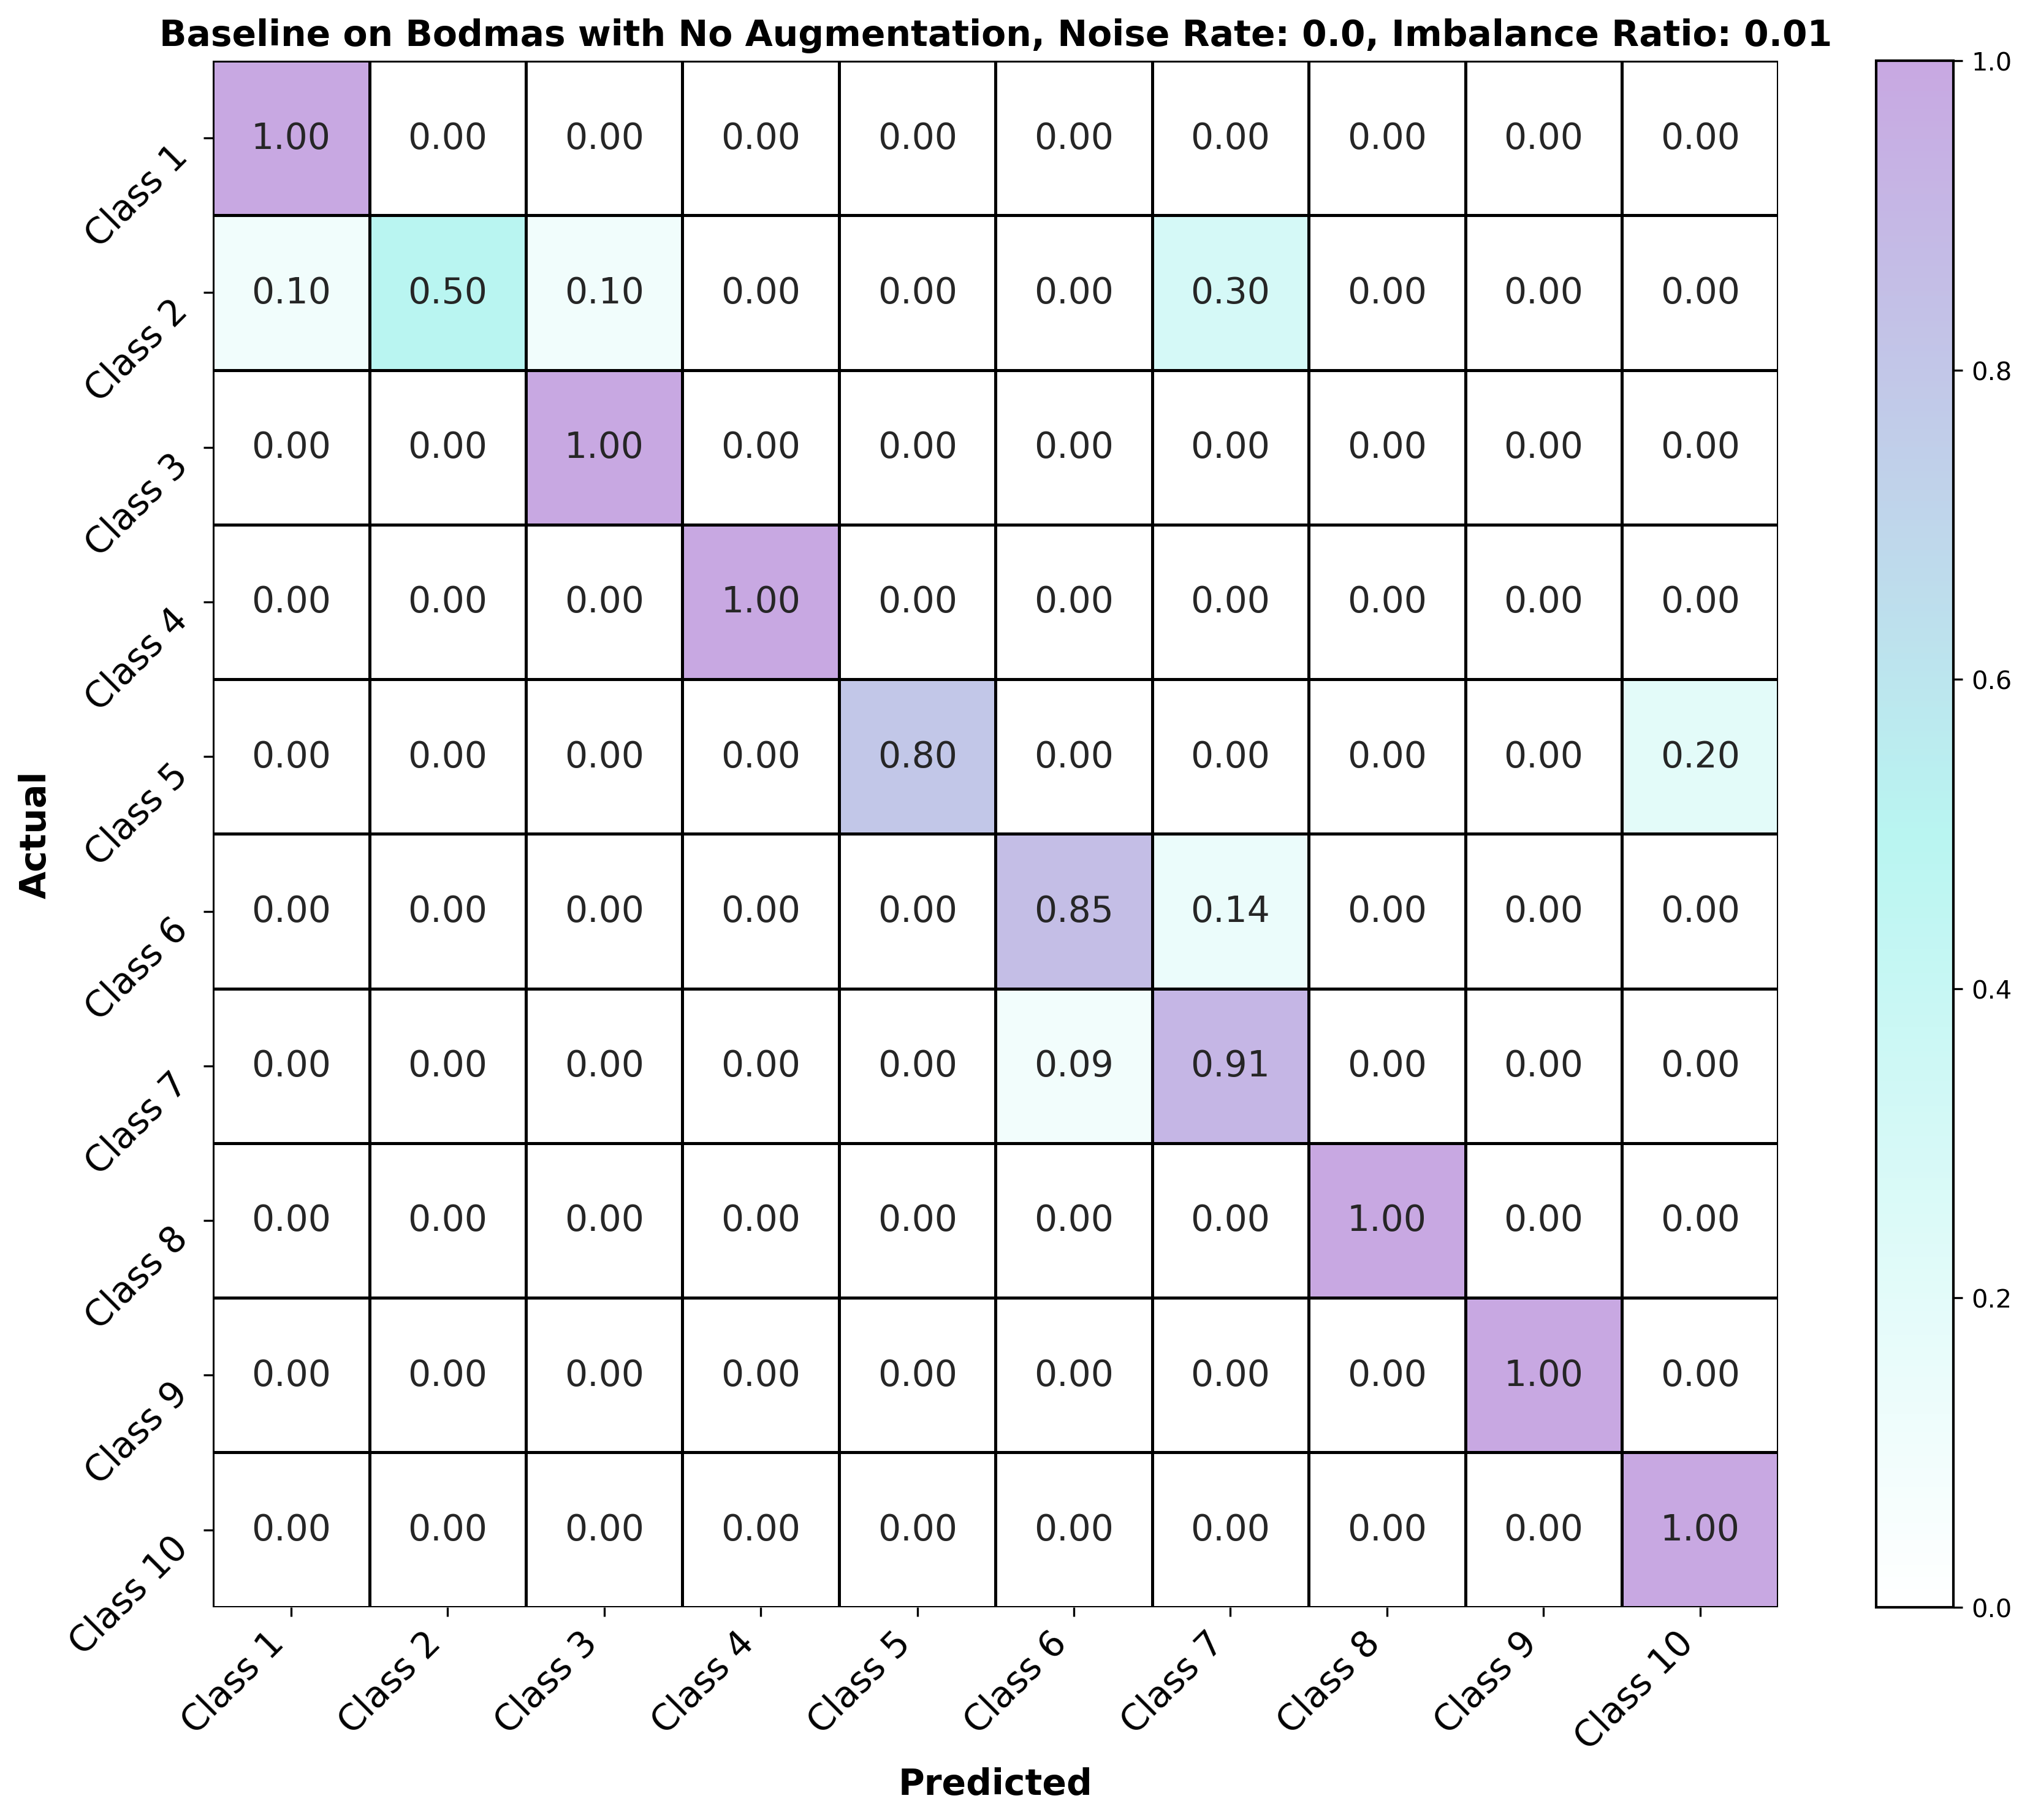 Baseline on Bodmas with No Augmentation, Noise Rate: 0.0, Imbalance Ratio: 0.01
Actual
Class 1 1.00 0.00 0.00 0.00 0.00 0.00 0.00 0.00 0.00 0.00
Class 2 0.10 0.50 0.10 0.00 0.00 0.00 0.30 0.00 0.00 0.00
Class 3 0.00 0.00 1.00 0.00 0.00 0.00 0.00 0.00 0.00 0.00
Class 4 0.00 0.00 0.00 1.00 0.00 0.00 0.00 0.00 0.00 0.00
Class 5 0.00 0.00 0.00 0.00 0.80 0.00 0.00 0.00 0.00 0.20
Class 6 0.00 0.00 0.00 0.00 0.00 0.85 0.14 0.00 0.00 0.00
Class 7 0.00 0.00 0.00 0.00 0.00 0.09 0.91 0.00 0.00 0.00
Class 8 0.00 0.00 0.00 0.00 0.00 0.00 0.00 1.00 0.00 0.00
Class 9 0.00 0.00 0.00 0.00 0.00 0.00 0.00 0.00 1.00 0.00
Class 10 0.00 0.00 0.00 0.00 0.00 0.00 0.00 0.00 0.00 1.00
Class 1 Class 2 Class 3 Class 4 Class 5 Class 6 Class 7 Class 8 Class 9 Class 10
Predicted
1.0
0.8
0.6
0.4
0.2
0.0